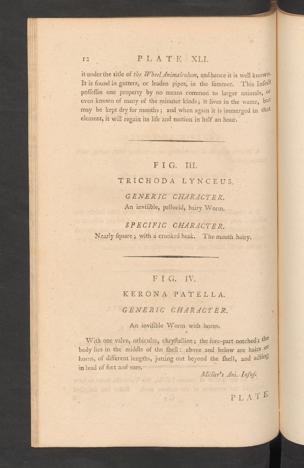 12 PLATE XLI.
it under the title of the Wheel Animalculum, and hence it is well known.
It is found in gutters, or leaden pipes, in the summer. This Insect
possesses one property by no means common to larger animals, or
even known of many of the minuter kinds; it lives in the water, but
may be kept dry for months; and when again it is immerged in that
element, it will regain its life and motion in half an hour.
FIG. III.
TRICHODA LYNCEUS.
GENERIC CHARACTER.
An invisible, pellucid, hairy Worm.
SPECIFIC CHARACTER.
Nearly square; with a crooked beak. The mouth hairy.
FIG. IV.
KERONA PATELLA.
GENERIC CHARACTER.
An invisible Worm with horns.
With one valve, orbicular, chrystalline; the fore-part notched: the
body lies in the middle of the shell: above and below are hairs or
horns, of different lengths, jutting out beyond the shell, and acting
in stead of feet and oars.
Muller's Ani. Infus.
PLATE